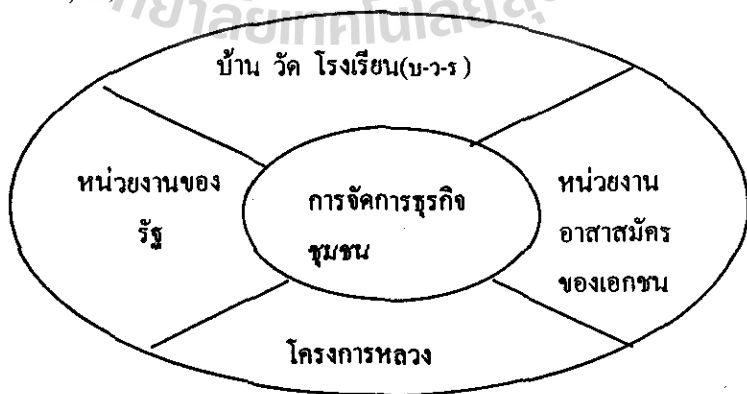 บ้าน วัด โรงเรียน(บ-ว-ร)
หน่วยงานของ
รัฐ
การจัดการธุรกิจ
ชุมชน
หน่วยงาน
อาสาสมัคร
ของเอกชน
โครงการหลวง